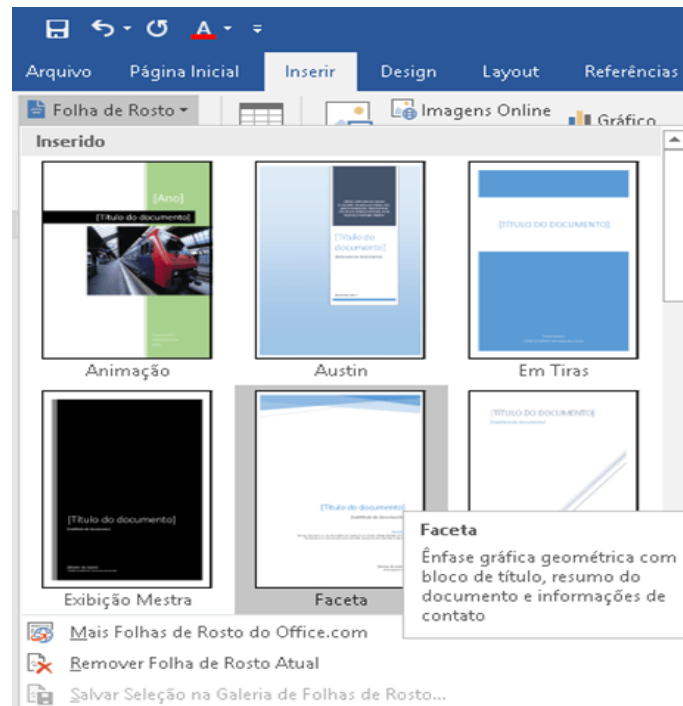 Arquivo Página Inicial Inserir Design Layout Referências
Folha de Rosto Imagens Online Gráfico
Inserido
[Ano]
[Título do documento]
[Título do documento]
[TÍTULO DO DOCUMENTO]
Animação Austin Em Tiras
[Título do documento]
[Título do documento]
[TÍTULO DO DOCUMENTO]
Exibição Mestra Faceta
Faceta
Ênfase gráfica geométrica com
bloco de título, resumo do
documento e informações de
contato
Mais Folhas de Rosto do Office.com
Remover Folha de Rosto Atual
Salvar Seleção na Galeria de Folhas de Rosto...